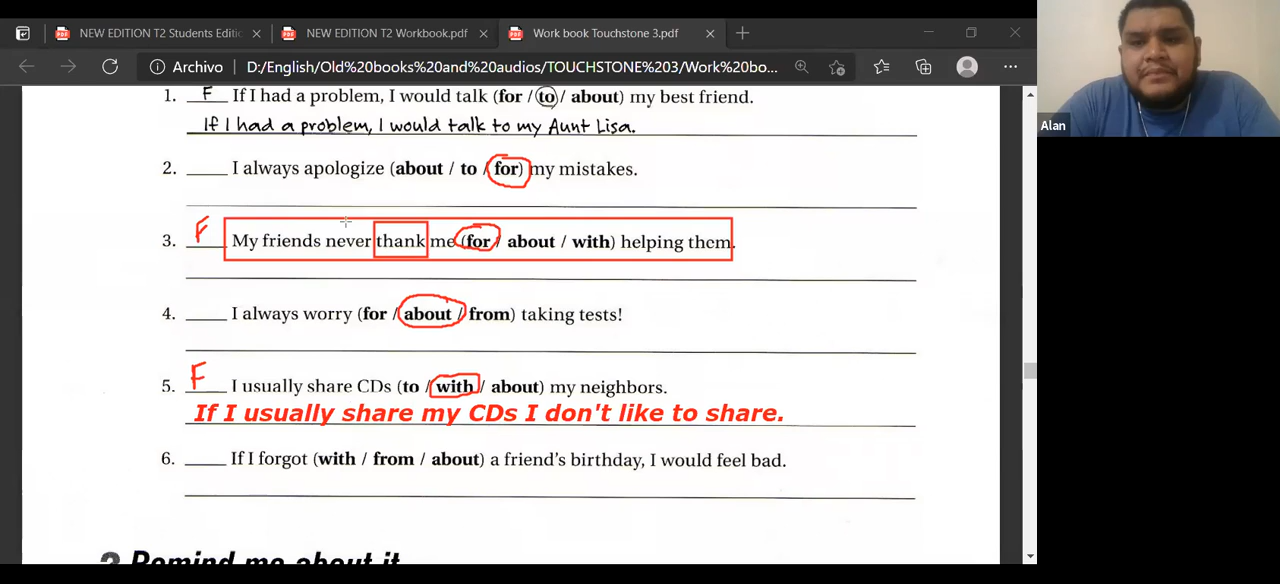 NEW EDITION T2 Students Editi
NEW EDITION T2 Workbook.pdf
Work book Touchstone 3.pdf
Archivo
D:/English/Old%20books%20and%20audios/TOUCHSTONE%203/Work%20bo...
Alan
1. F If I had a problem, I would talk (for / to / about) my best friend.
If I had a problem, I would talk to my Aunt Lisa.
2. ____ I always apologize (about / to / for) my mistakes.
3. F My friends never thank me (for / about / with) helping them.
4. ____ I always worry (for / about / from) taking tests!
5. F I usually share CDs (to / with / about) my neighbors.
If I usually share my CDs I don't like to share.
6. ____ If I forgot (with / from / about) a friend's birthday, I would feel bad.
2 Remind me about it